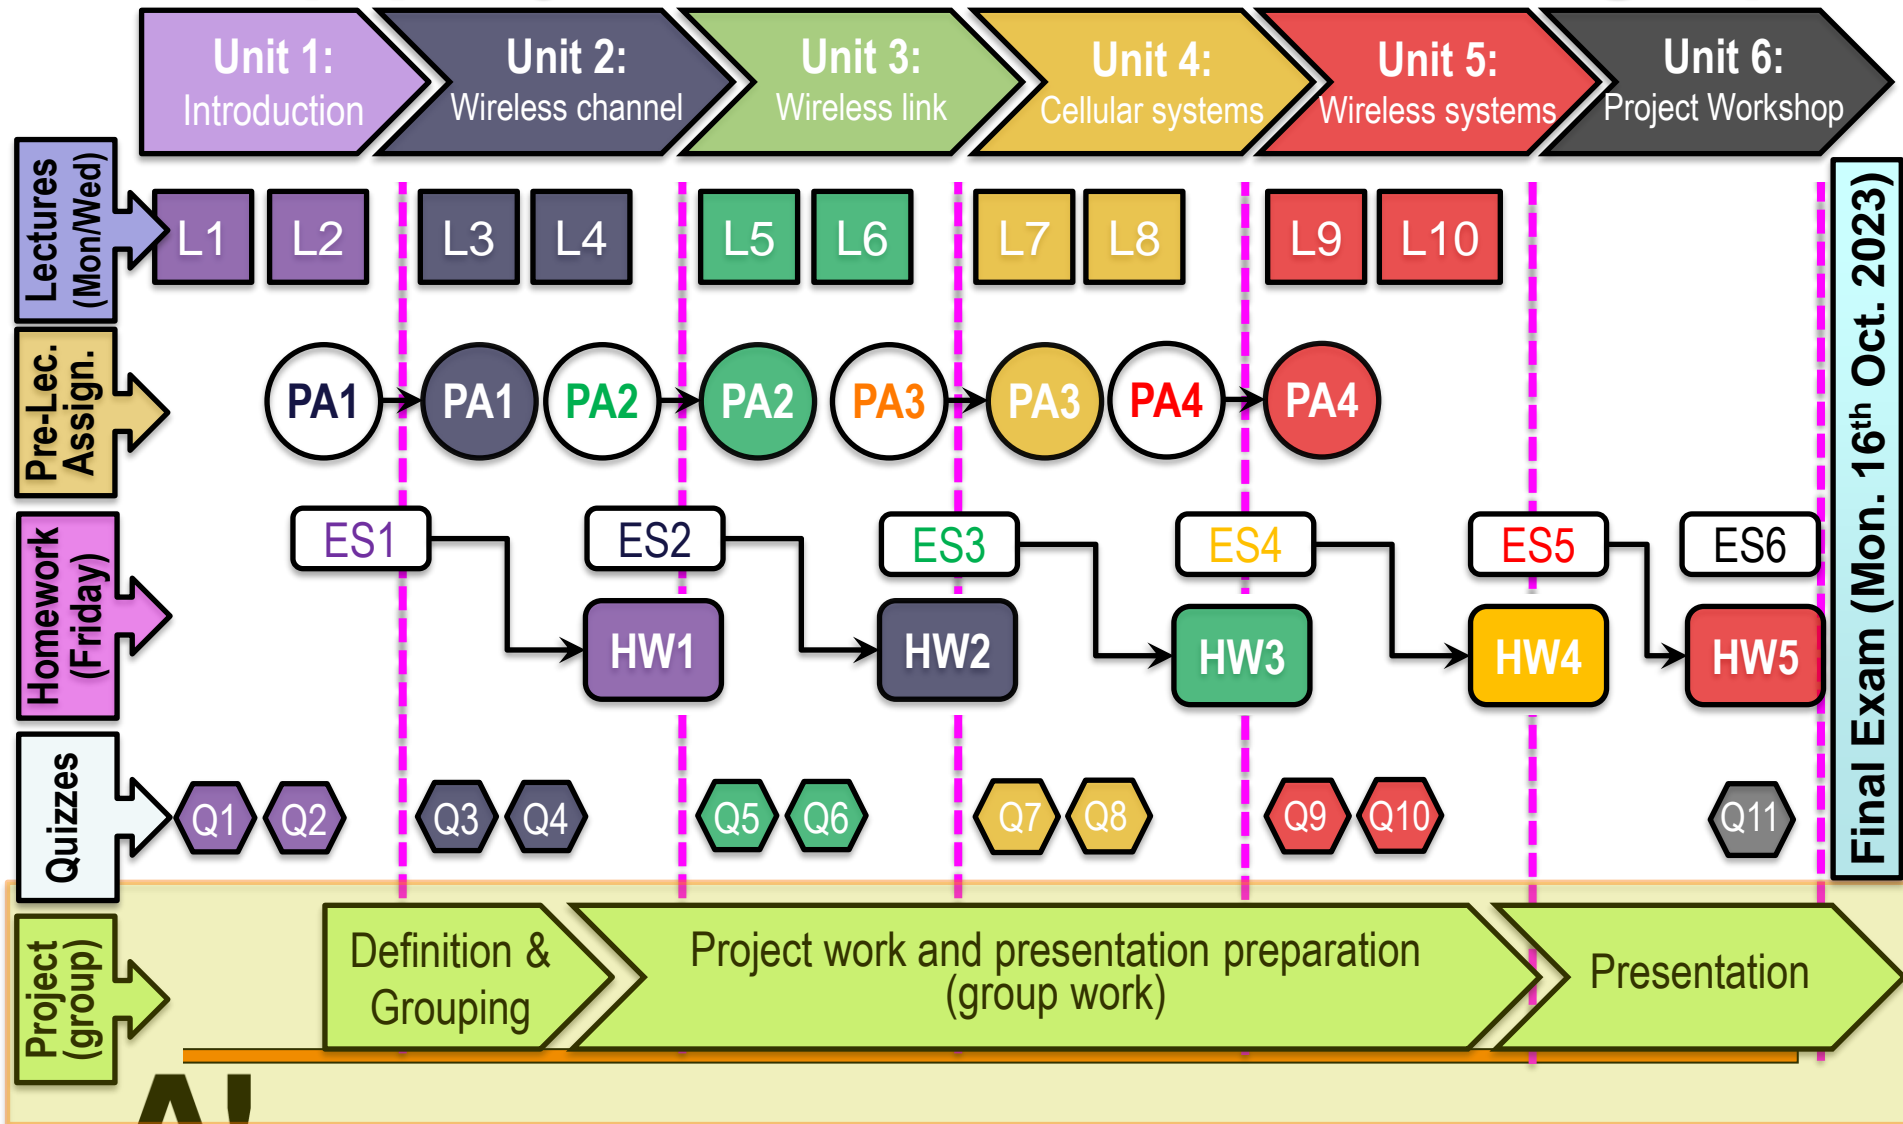 Unit 1:
Introduction
Unit 2:
Wireless channel
Unit 3:
Wireless link
Unit 4:
Cellular systems
Unit 5:
Wireless systems
Unit 6:
Project Workshop
Lectures
(Mon/Wed)
L1
L2
L3
L4
L5
L6
L7
L8
L9
L10
Pre-Lec.
Assign.
PA1
PA1
PA2
PA2
PA3
PA3
PA4
PA4
Homework
(Friday)
ES1
ES2
ES3
ES4
ES5
ES6
HW1
HW2
HW3
HW4
HW5
Quizzes
Q1
Q2
Q3
Q4
Q5
Q6
Q7
Q8
Q9
Q10
Q11
Final Exam (Mon. 16th Oct. 2023)
Project
(group)
Definition &
Grouping
Project work and presentation preparation
(group work)
Presentation